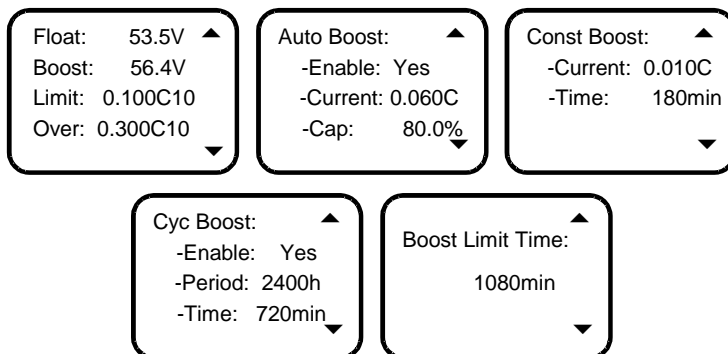 Float: 53.5V
Boost: 56.4V
Limit: 0.100C10
Over: 0.300C10
Auto Boost:
-Enable: Yes
-Current: 0.060C
-Cap: 80.0%
Const Boost:
-Current: 0.010C
-Time: 180min
Cyc Boost:
-Enable: Yes
-Period: 2400h
-Time: 720min
Boost Limit Time:
1080min